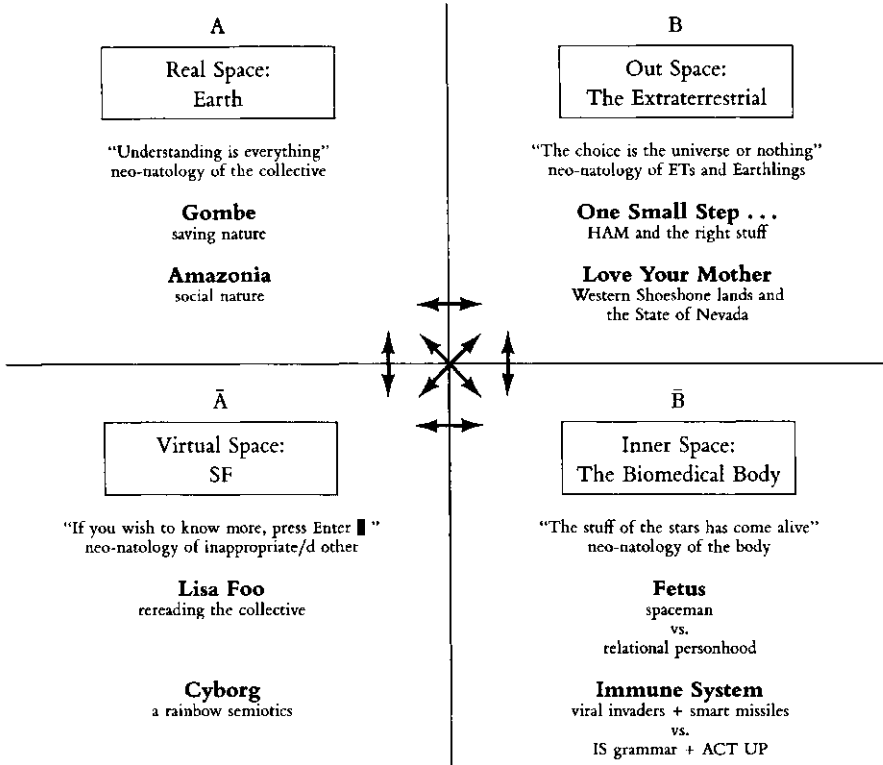 A
Real Space:
Earth
"Understanding is everything"
neo-natology of the collective
Gombe
saving nature
Amazonia
social nature
B
Out Space:
The Extraterrestrial
"The choice is the universe or nothing"
neo-natology of ETs and Earthlings
One Small Step . . .
HAM and the right stuff
Love Your Mother
Western Shoeshone lands and
the State of Nevada
Ā
Virtual Space:
SF
"If you wish to know more, press Enter ▮ "
neo-natology of inappropriate/d other
Lisa Foo
rereading the collective
Cyborg
a rainbow semiotics
B̄
Inner Space:
The Biomedical Body
"The stuff of the stars has come alive"
neo-natology of the body
Fetus
spaceman
vs.
relational personhood
Immune System
viral invaders + smart missiles
vs.
IS grammar + ACT UP